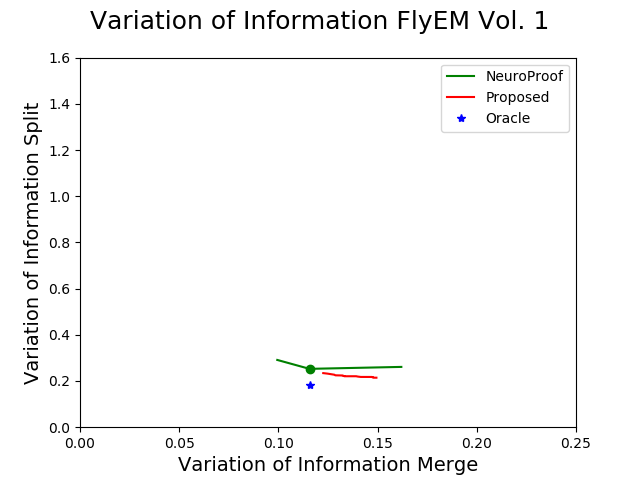 Variation of Information FlyEM Vol. 1
Variation of Information Split
1.6
1.4
1.2
1.0
0.8
0.6
0.4
0.2
0.0
NeuroProof
Proposed
Oracle
0.00 0.05 0.10 0.15 0.20 0.25
Variation of Information Merge